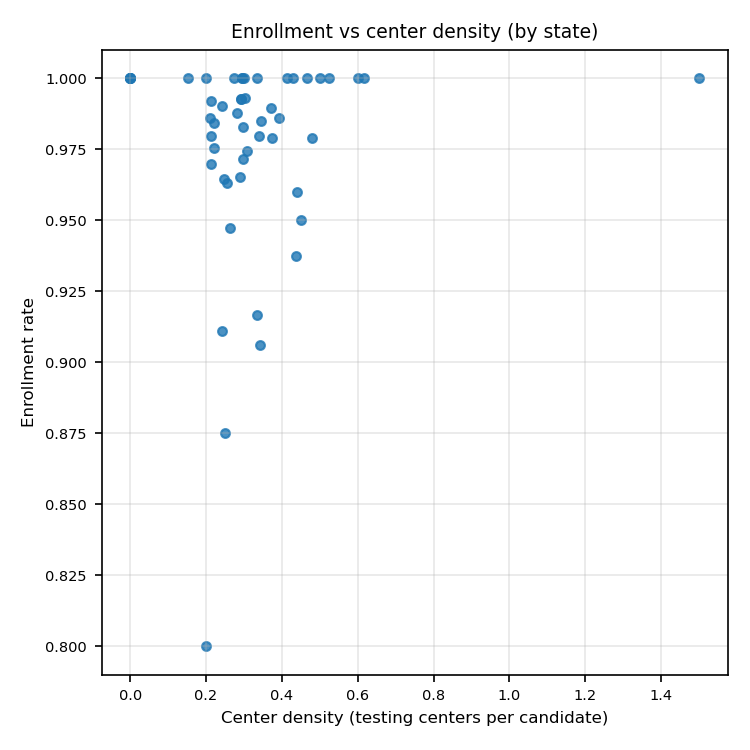 Enrollment vs center density (by state)
1.000
0.975
0.950
0.925
0.900
0.875
0.850
0.825
0.800
Enrollment rate
0.0 0.2 0.4 0.6 0.8 1.0 1.2 1.4
Center density (testing centers per candidate)